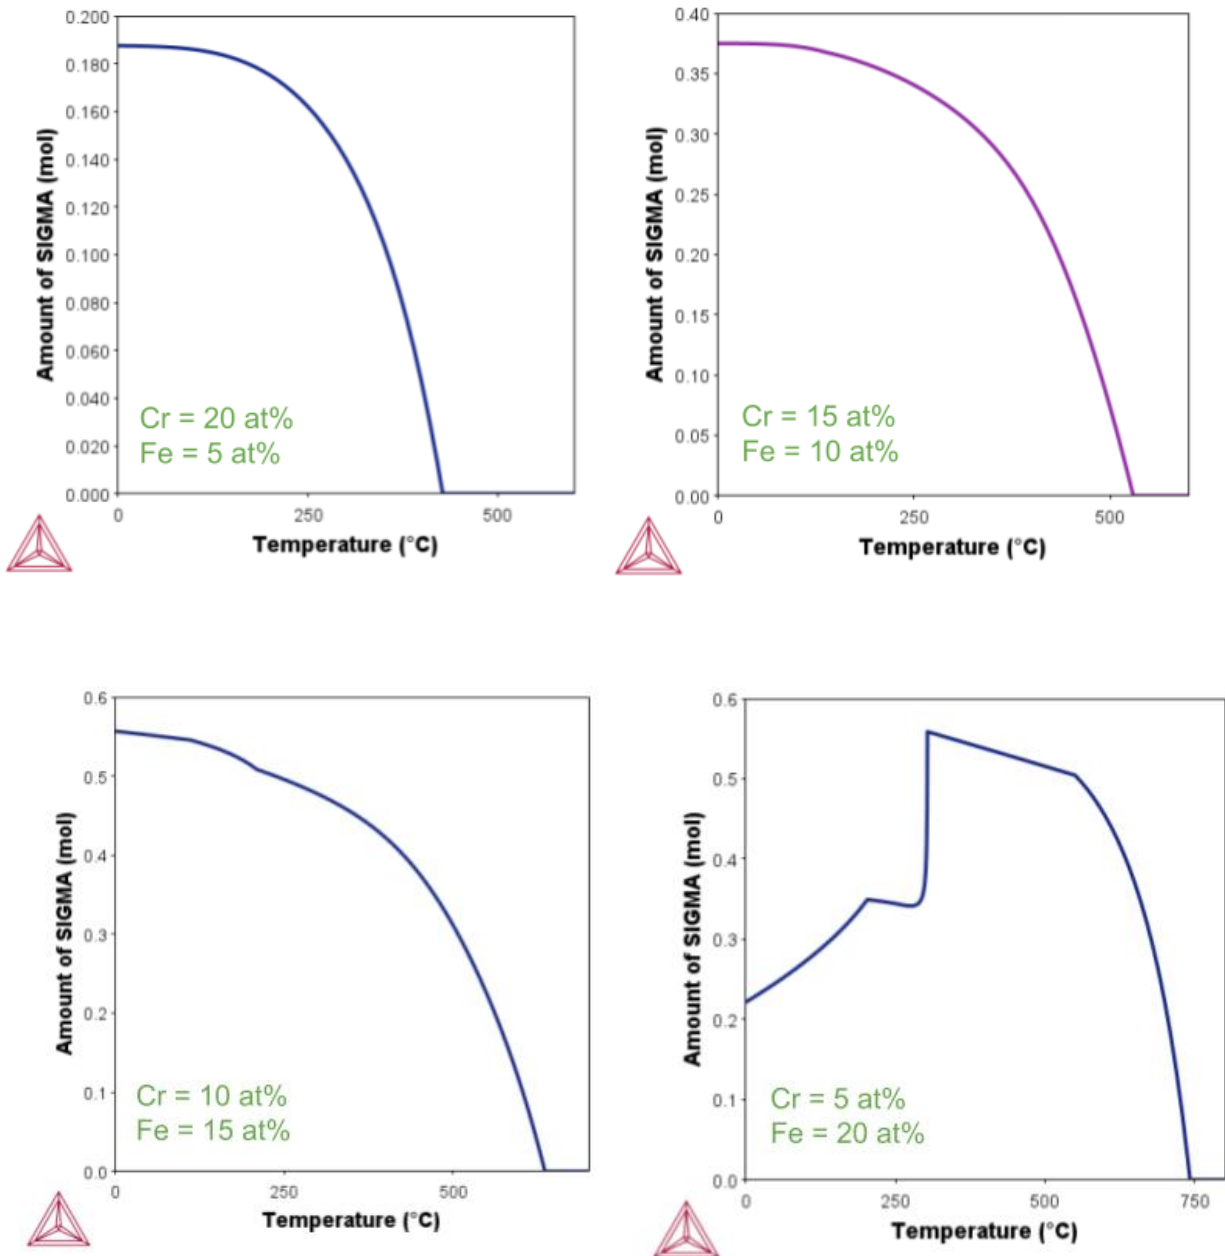 0.200
0.180
0.160
0.140
0.120
0.100
0.080
0.060
0.040
0.020
0.000
Amount of SIGMA (mol)
Cr = 20 at%
Fe = 5 at%
0 250 500
Temperature (°C)
0.40
0.35
0.30
0.25
0.20
0.15
0.10
0.05
0.00
Amount of SIGMA (mol)
Cr = 15 at%
Fe = 10 at%
0 250 500
Temperature (°C)
0.6
0.5
0.4
0.3
0.2
0.1
0.0
Amount of SIGMA (mol)
Cr = 10 at%
Fe = 15 at%
0 250 500
Temperature (°C)
0.6
0.5
0.4
0.3
0.2
0.1
0.0
Amount of SIGMA (mol)
Cr = 5 at%
Fe = 20 at%
0 250 500 750
Temperature (°C)